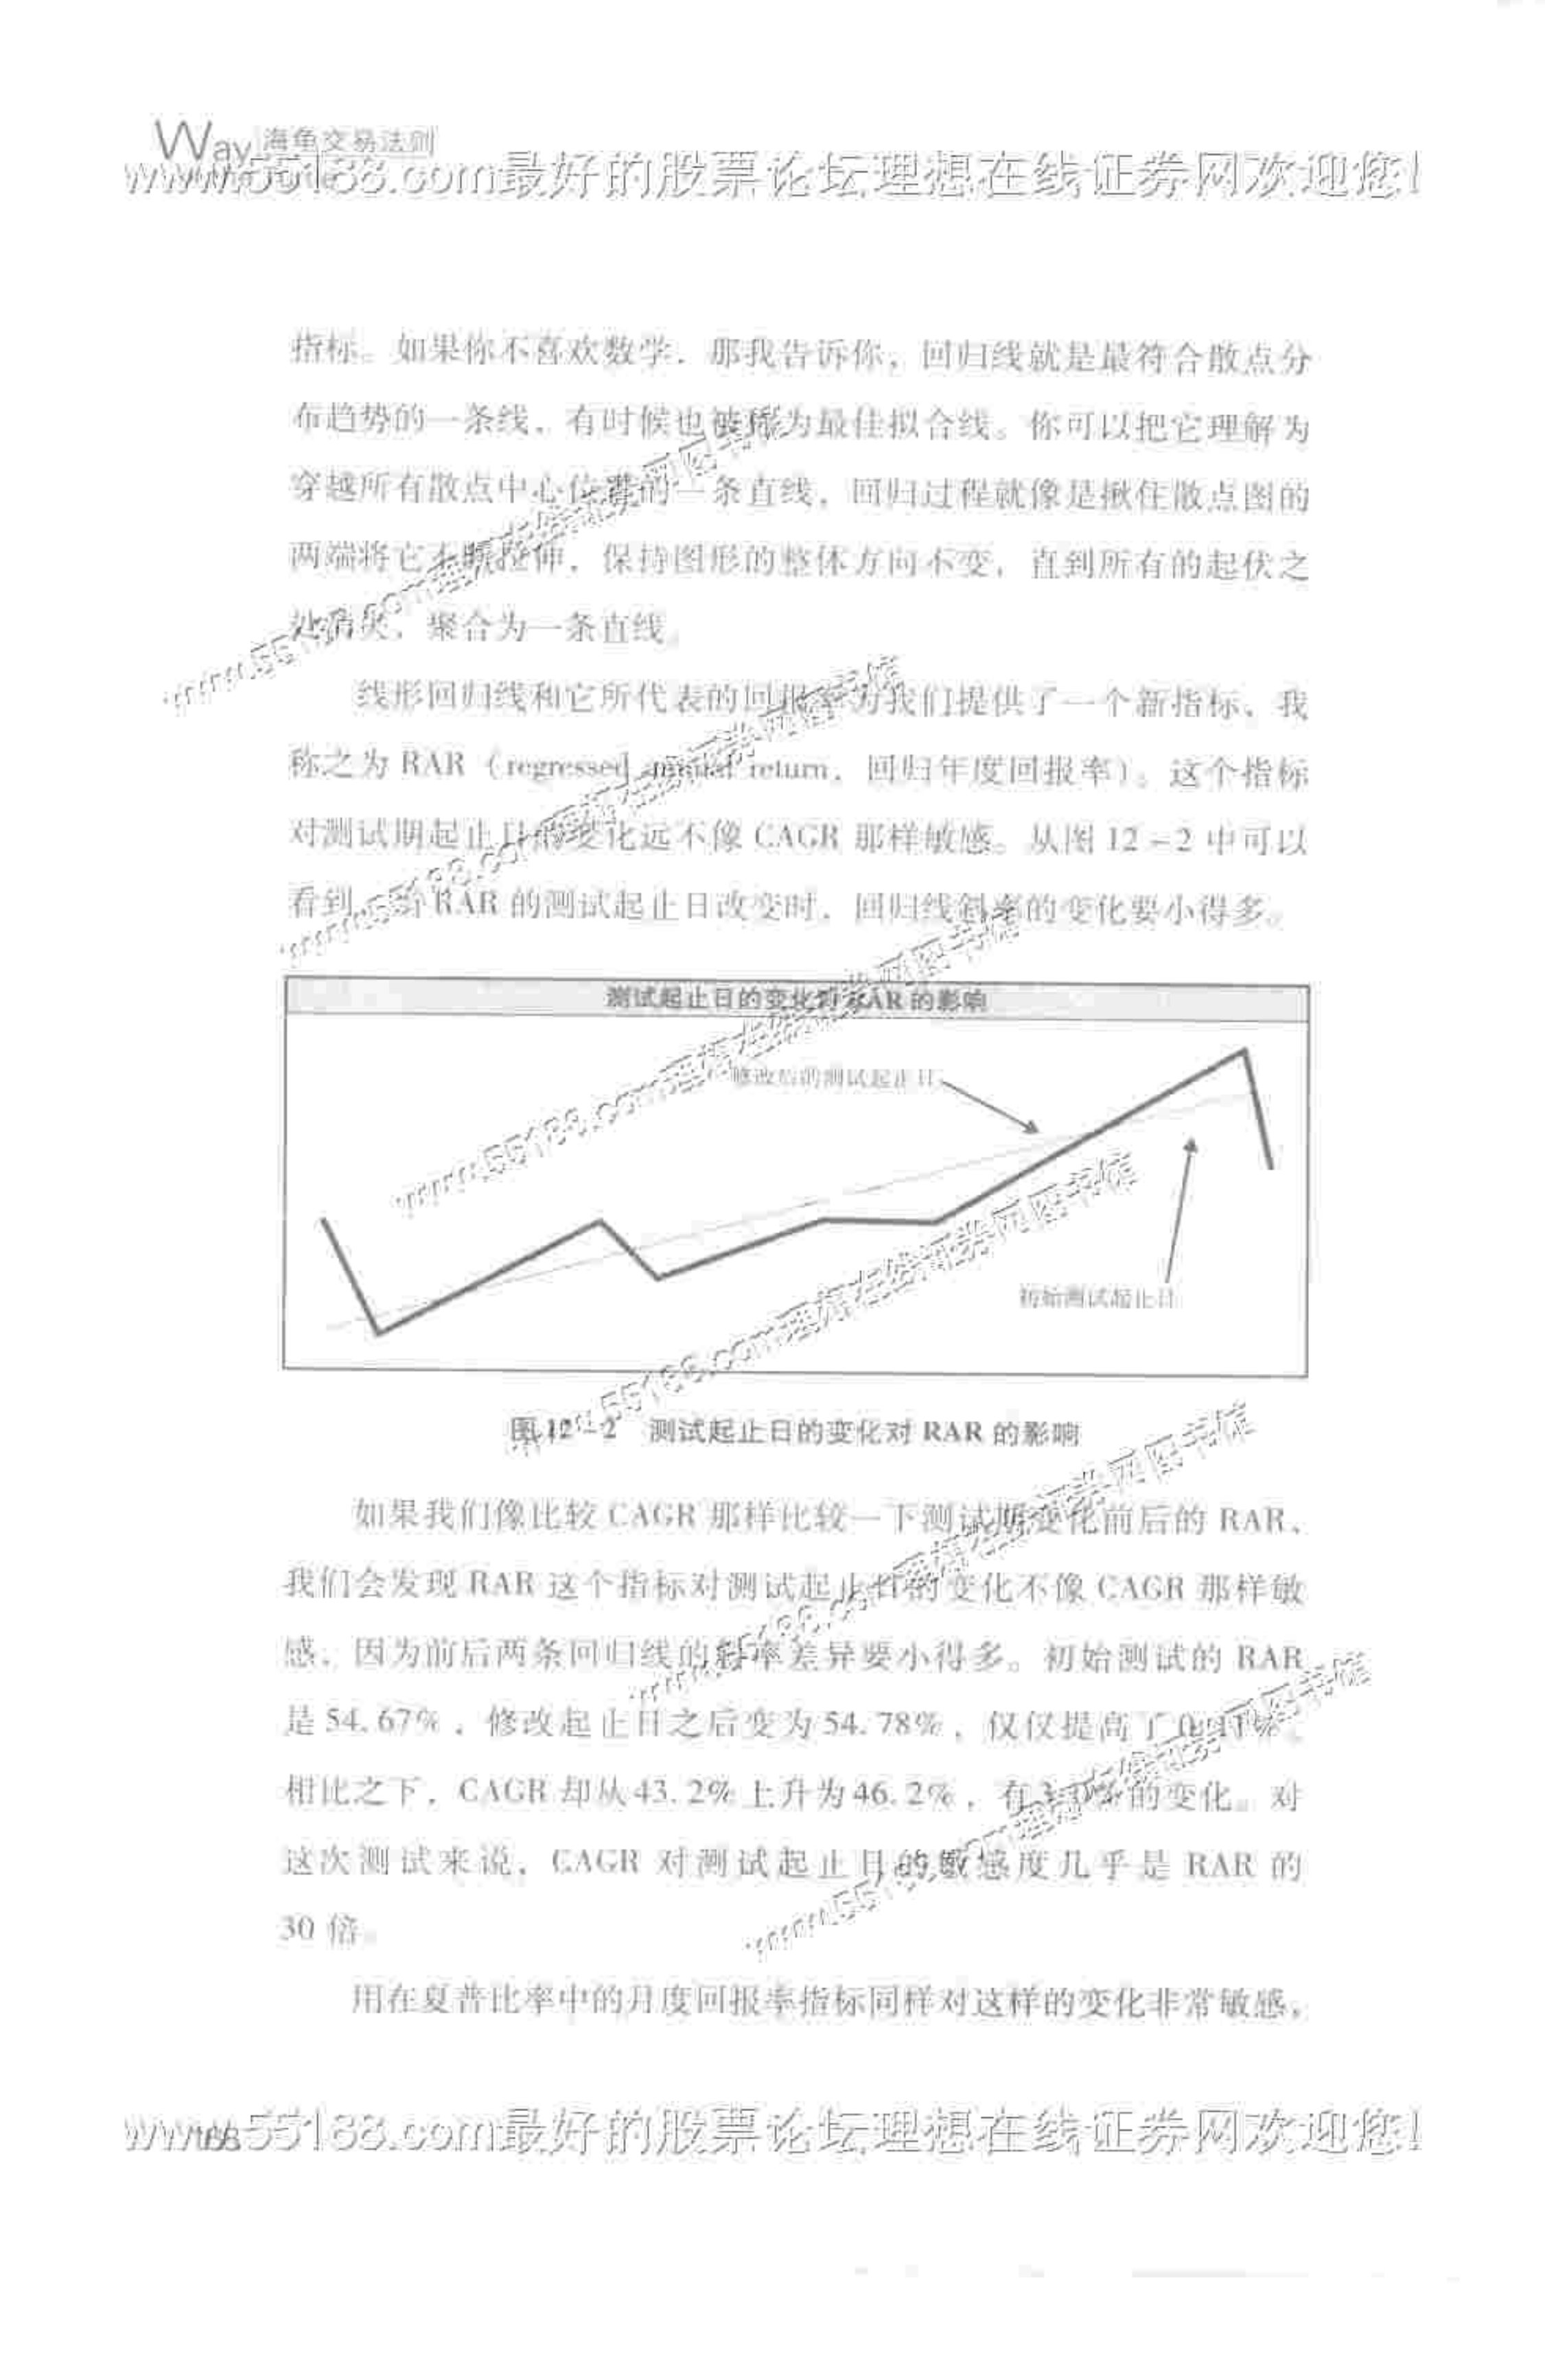 Way 海龟交易法则
www.55188.com最好的股票论坛理想在线证券网欢迎您!
指标。如果你不喜欢数学，那我告诉你，回归线就是最符合散点分
布趋势的一条线，有时候也被称为最佳拟合线。你可以把它理解为
穿越所有散点中心位置的一条直线，回归过程就像是揪住散点图的
两端将它不断拉伸，保持图形的整体方向不变，直到所有的起伏之
处消失，聚合为一条直线。
线形回归线和它所代表的回报率为我们提供了一个新指标，我
称之为 RAR（regressed annual return，回归年度回报率）。这个指标
对测试期起止日的变化远不像 CAGR 那样敏感。从图 12-2 中可以
看到，当 RAR 的测试起止日改变时，回归线斜率的变化要小得多。
测试起止日的变化对 RAR 的影响
修改后的测试起止日
初始测试起止日
图 12-2 测试起止日的变化对 RAR 的影响
如果我们像比较 CAGR 那样比较一下测试期变化前后的 RAR，
我们会发现 RAR 这个指标对测试起止日的变化不像 CAGR 那样敏
感，因为前后两条回归线的斜率差异要小得多。初始测试的 RAR
是 54.67%，修改起止日之后变为 54.78%，仅仅提高了 0.11%。
相比之下，CAGR 却从 43.2% 上升为 46.2%，有 3.0% 的变化。对
这次测试来说，CAGR 对测试起止日的敏感度几乎是 RAR 的
30 倍。
用在夏普比率中的月度回报率指标同样对这样的变化非常敏感，
www.55188.com最好的股票论坛理想在线证券网欢迎您!